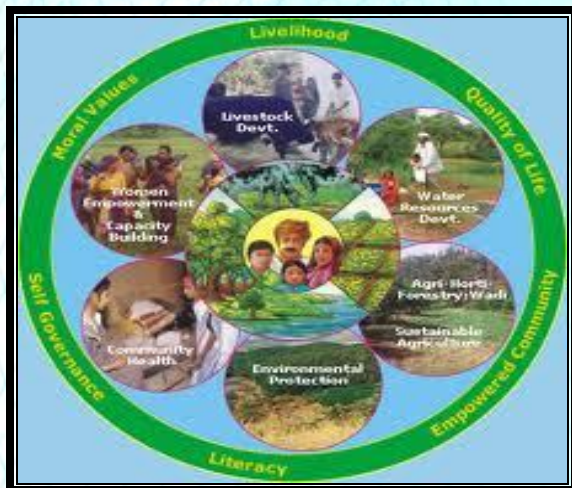 Livelihood
Moral Values
Quality of Life
Livestock
Devt.
Women
Empowerment
&
Capacity
Building
Water
Resources
Devt.
Agri-Horti-
Forestry:Wadi
Sustainable
Agriculture
Community
Health
Environmental
Protection
Self Governance
Empowered Community
Literacy